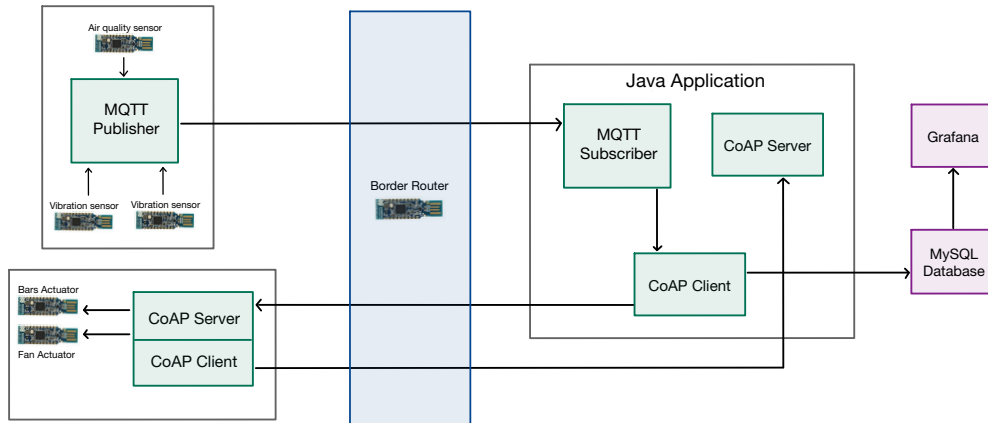 Air quality sensor
MQTT
Publisher
Vibration sensor
Vibration sensor
Border Router
Java Application
MQTT
Subscriber
CoAP Server
CoAP Client
Grafana
MySQL
Database
Bars Actuator
Fan Actuator
CoAP Server
CoAP Client